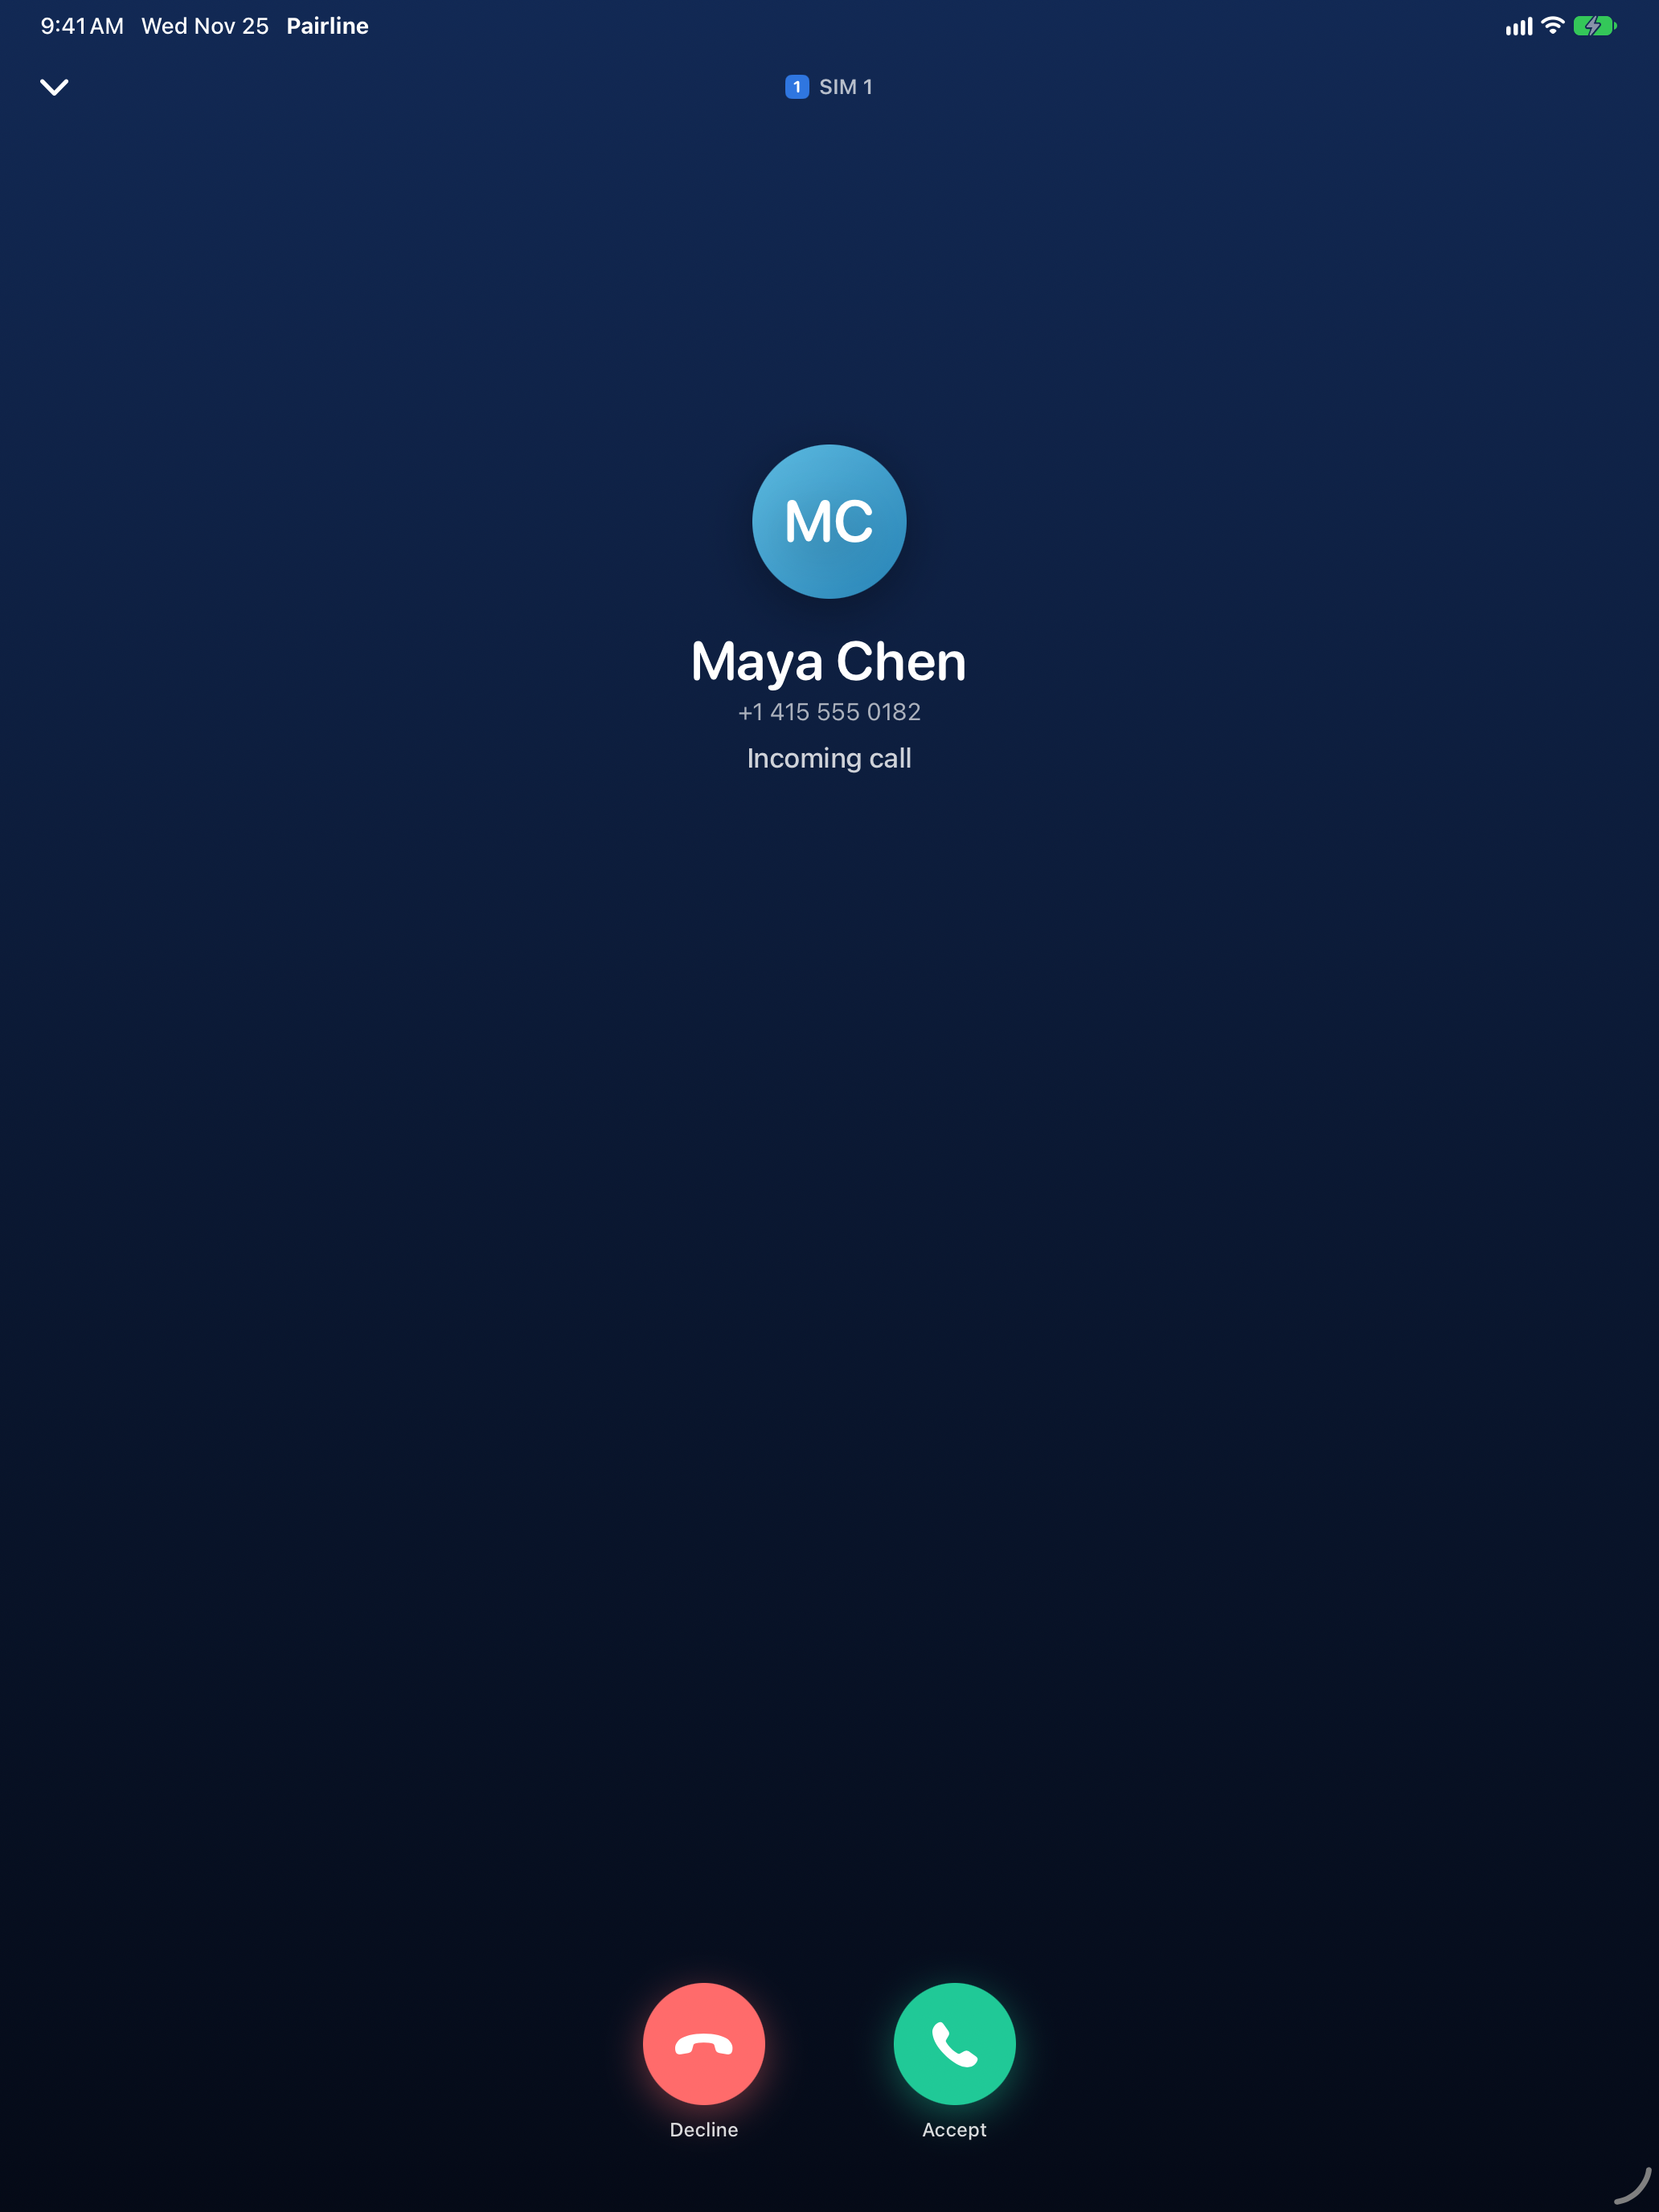 9:41 AM Wed Nov 25 Pairline
1 SIM 1
MC
Maya Chen
+1 415 555 0182
Incoming call
Decline Accept